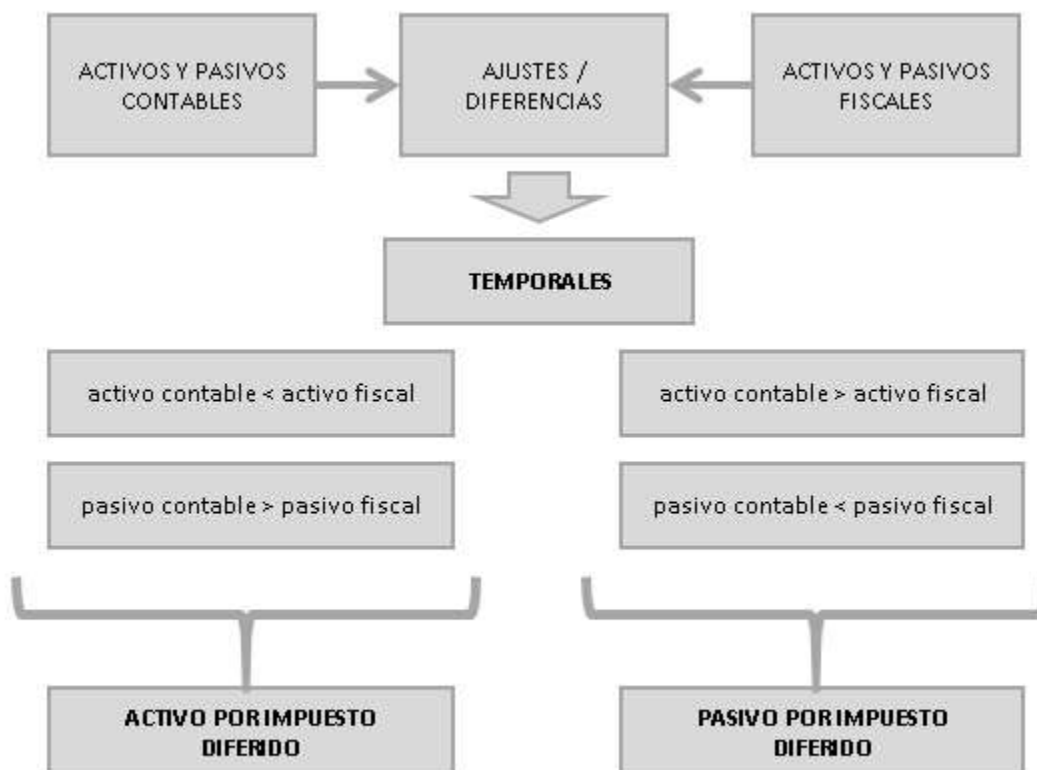 ACTIVOS Y PASIVOS
CONTABLES
AJUSTES /
DIFERENCIAS
ACTIVOS Y PASIVOS
FISCALES
TEMPORALES
activo contable < activo fiscal
activo contable > activo fiscal
pasivo contable > pasivo fiscal
pasivo contable < pasivo fiscal
ACTIVO POR IMPUESTO
DIFERIDO
PASIVO POR IMPUESTO
DIFERIDO